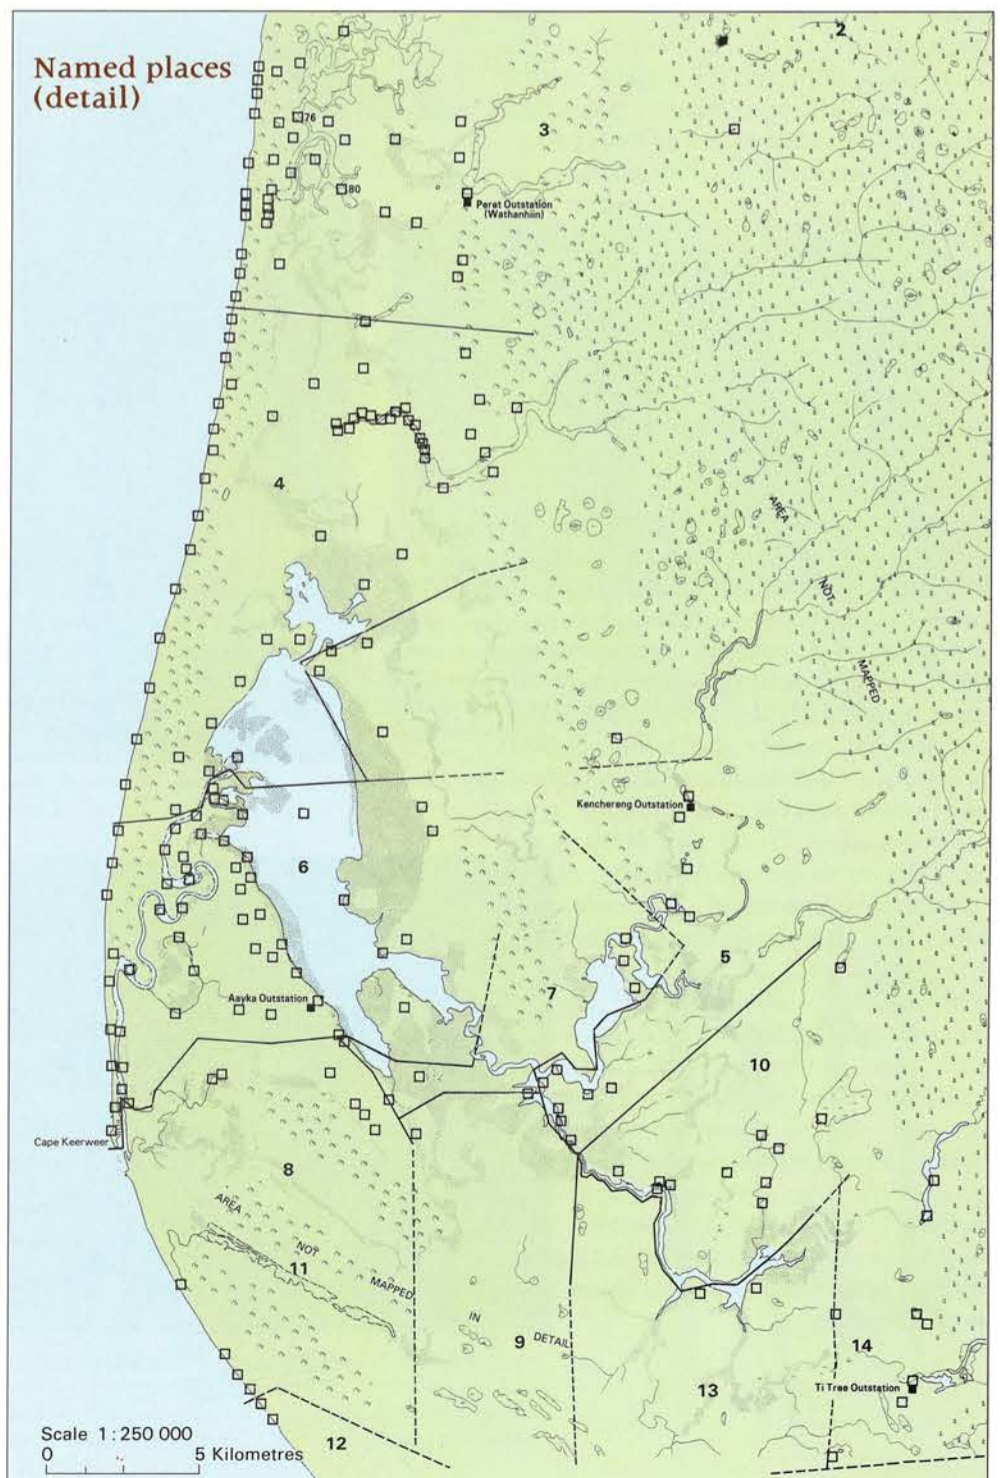 Named places
(detail)
2
3
76
80
Peret Outstation
(Wathanhiin)
4
AREA
NOT
MAPPED
Kencherang Outstation
6
5
7
Aayka Outstation
10
Cape Keerweer
8
AREA
NOT
11
MAPPED
IN
9
DETAIL
14
13
Ti Tree Outstation
12
Scale 1:250 000
0 5 Kilometres